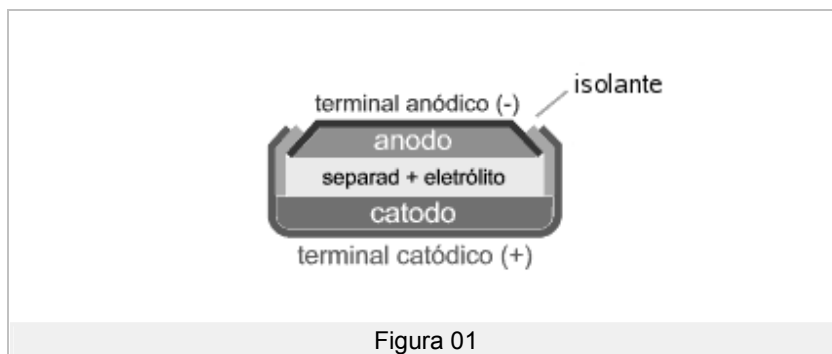 isolante
terminal anódico (-)
anodo
separad + eletrólito
catodo
terminal catódico (+)
Figura 01